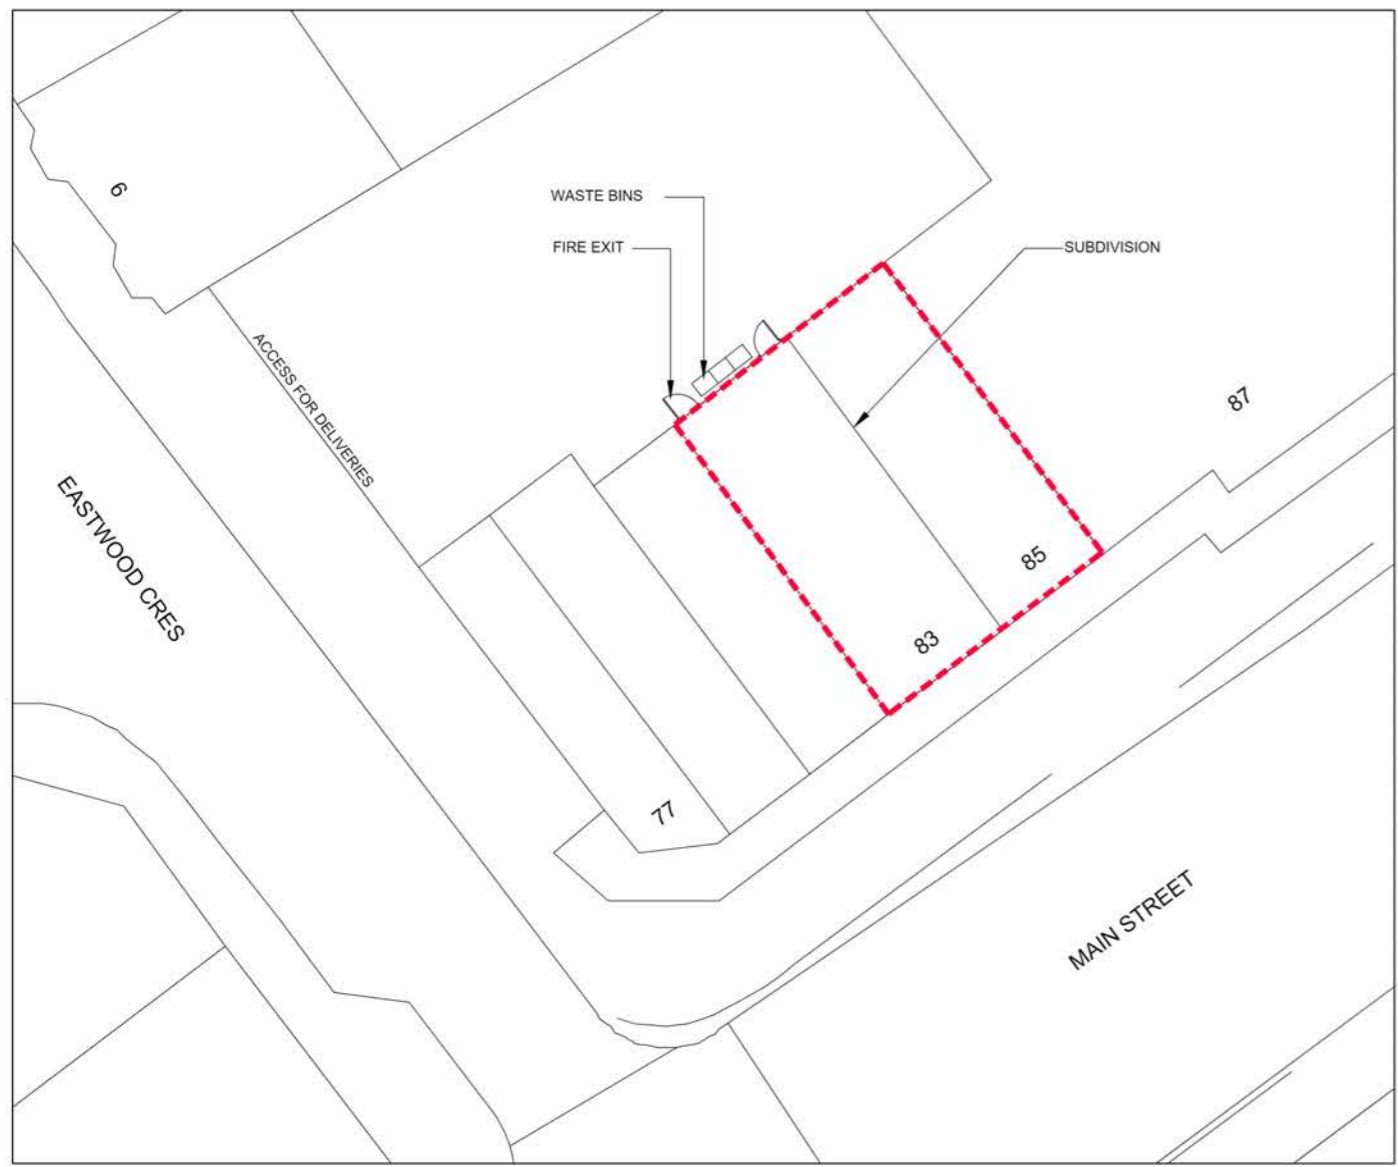 6
WASTE BINS
FIRE EXIT
SUBDIVISION
ACCESS FOR DELIVERIES
87
EASTWOOD CRES
85
83
77
MAIN STREET